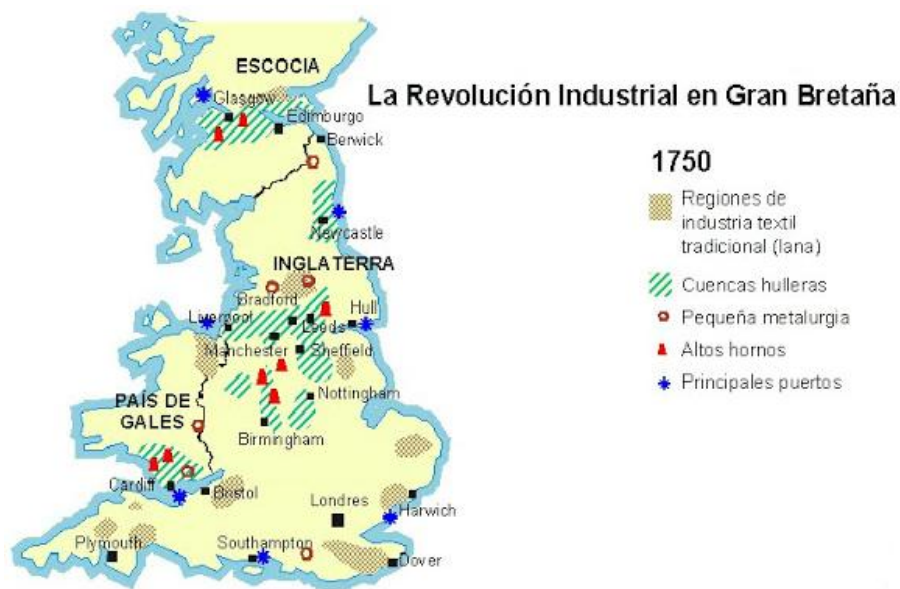 ESCOCIA
Glasgow
La Revolución Industrial en Gran Bretaña
Edimburgo
Berwick
1750
Regiones de
industria textil
tradicional (lana)
Newcastle
INGLATERRA
Cuencas hulleras
Bradford
Liverpool
Leeds
Hull
Pequeña metalurgia
Manchester
Sheffield
Altos hornos
Nottingham
Principales puertos
PAÍS DE
GALES
Birmingham
Cardiff
Bristol
Londres
Harwich
Plymouth
Southampton
Dover